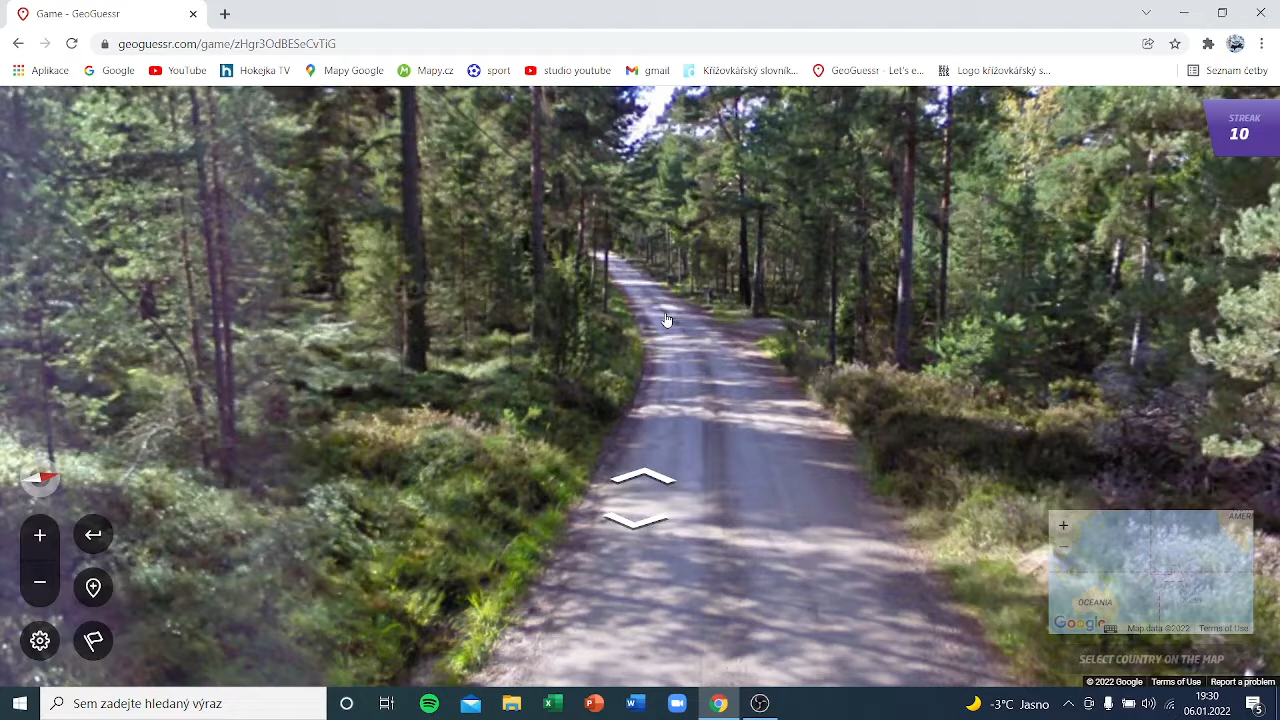 Game - GeoGuessr
geoguessr.com/game/zHgr3OdBESeCvTiG
Aplikace Google YouTube Hokejka TV Mapy Google Mapy.cz sport studio youtube gmail Křížovkářský slovník... GeoGuessr - Let's e... Logo křížovkářský s... Seznam četby
STREAK
10
AMER
OCEANIA
Google Map data ©2022 Terms of Use
SELECT COUNTRY ON THE MAP
© 2022 Google Terms of Use Report a problem
Sem zadejte hledaný výraz
-3°C Jasno
19:30
06.01.2022